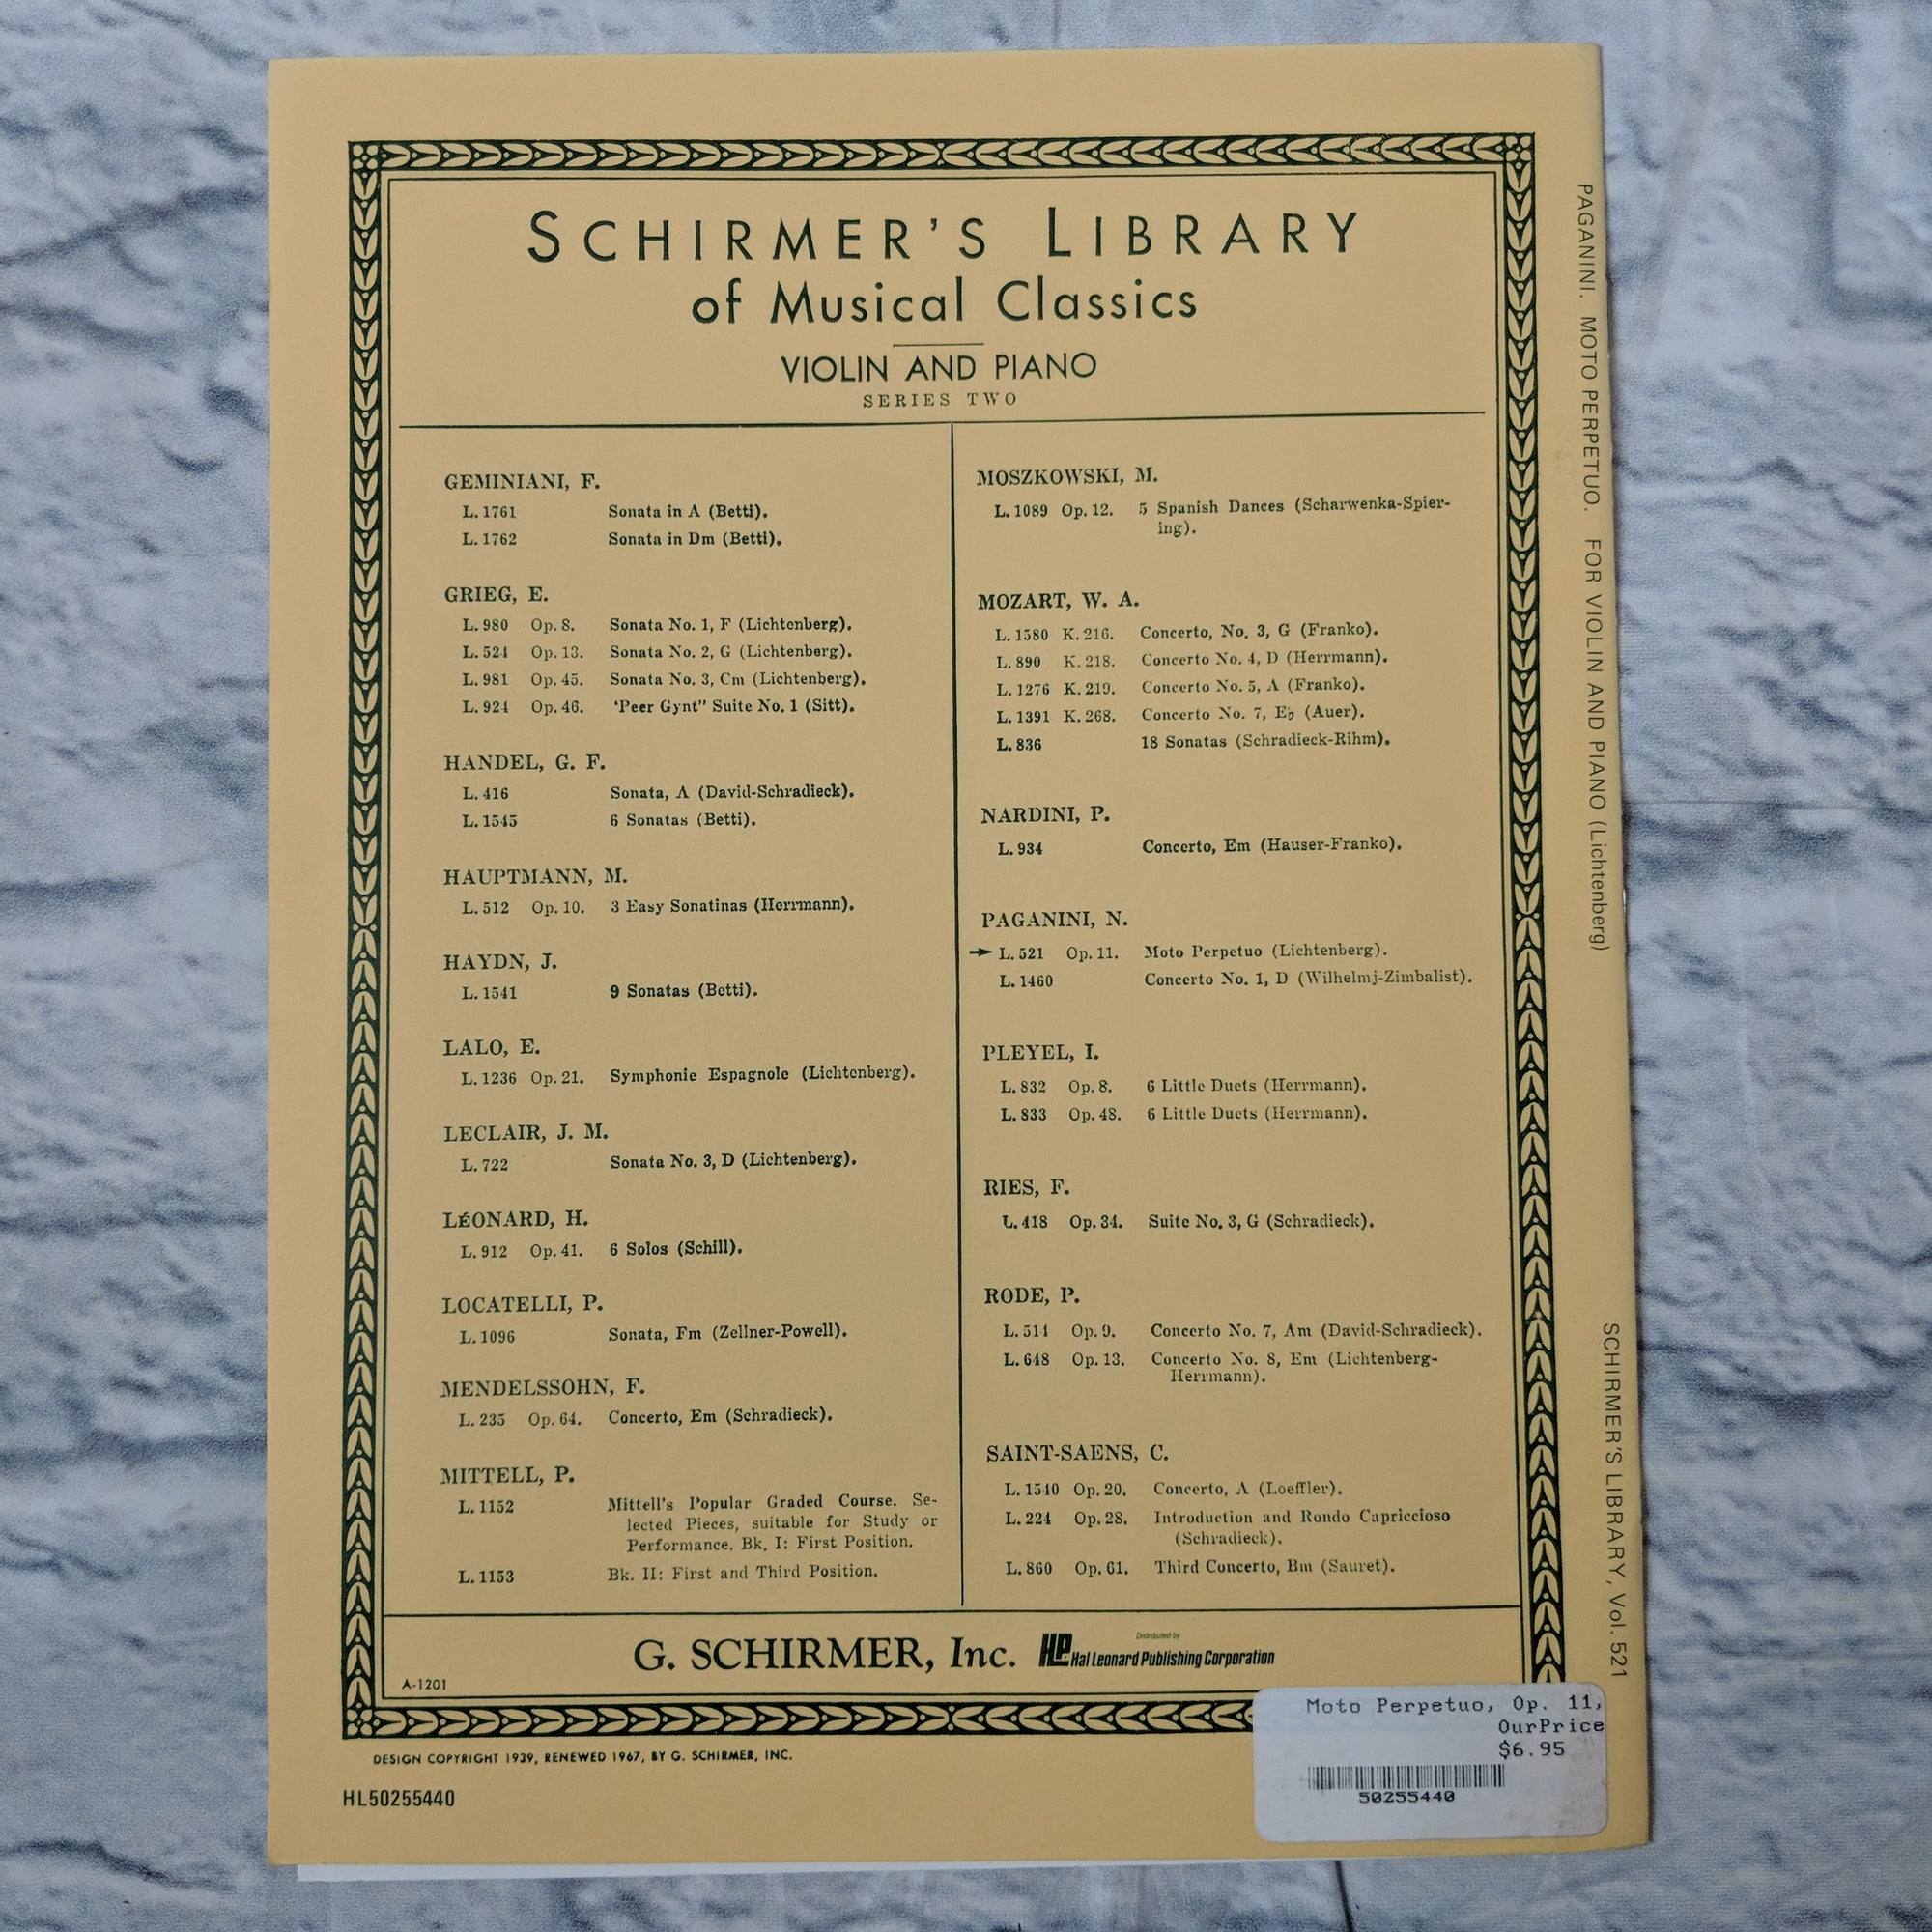 SCHIRMER'S LIBRARY
of Musical Classics
VIOLIN AND PIANO
SERIES TWO
GEMINIANI, F.
L. 1761 Sonata in A (Betti).
L. 1762 Sonata in Dm (Betti).
GRIEG, E.
L. 980 Op. 8. Sonata No. 1, F (Lichtenberg).
L. 524 Op. 13. Sonata No. 2, G (Lichtenberg).
L. 981 Op. 45. Sonata No. 3, Cm (Lichtenberg).
L. 924 Op. 46. 'Peer Gynt" Suite No. 1 (Sitt).
HANDEL, G. F.
L. 416 Sonata, A (David-Schradieck).
L. 1545 6 Sonatas (Betti).
HAUPTMANN, M.
L. 512 Op. 10. 3 Easy Sonatinas (Herrmann).
HAYDN, J.
L. 1541 9 Sonatas (Betti).
LALO, E.
L. 1236 Op. 21. Symphonie Espagnole (Lichtenberg).
LECLAIR, J. M.
L. 722 Sonata No. 3, D (Lichtenberg).
LÉONARD, H.
L. 912 Op. 41. 6 Solos (Schill).
LOCATELLI, P.
L. 1096 Sonata, Fm (Zellner-Powell).
MENDELSSOHN, F.
L. 235 Op. 64. Concerto, Em (Schradieck).
MITTELL, P.
L. 1152 Mittell's Popular Graded Course. Se-
lected Pieces, suitable for Study or
Performance. Bk. I: First Position.
L. 1153 Bk. II: First and Third Position.
MOSZKOWSKI, M.
L. 1089 Op. 12. 5 Spanish Dances (Scharwenka-Spier-
ing).
MOZART, W. A.
L. 1580 K. 216. Concerto, No. 3, G (Franko).
L. 890 K. 218. Concerto No. 4, D (Herrmann).
L. 1276 K. 219. Concerto No. 5, A (Franko).
L. 1391 K. 268. Concerto No. 7, E♭ (Auer).
L. 836 18 Sonatas (Schradieck-Rihm).
NARDINI, P.
L. 934 Concerto, Em (Hauser-Franko).
PAGANINI, N.
→ L. 521 Op. 11. Moto Perpetuo (Lichtenberg).
L. 1460 Concerto No. 1, D (Wilhelmj-Zimbalist).
PLEYEL, I.
L. 832 Op. 8. 6 Little Duets (Herrmann).
L. 833 Op. 48. 6 Little Duets (Herrmann).
RIES, F.
L. 418 Op. 34. Suite No. 3, G (Schradieck).
RODE, P.
L. 514 Op. 9. Concerto No. 7, Am (David-Schradieck).
L. 648 Op. 13. Concerto No. 8, Em (Lichtenberg-
Herrmann).
SAINT-SAENS, C.
L. 1540 Op. 20. Concerto, A (Loeffler).
L. 224 Op. 28. Introduction and Rondo Capriccioso
(Schradieck).
L. 860 Op. 61. Third Concerto, Bm (Sauret).
G. SCHIRMER, Inc.
Distributed by
HLP Hal Leonard Publishing Corporation
A-1201
DESIGN COPYRIGHT 1939, RENEWED 1967, BY G. SCHIRMER, INC.
HL50255440
Moto Perpetuo, Op. 11,
OurPrice
$6.95
50255440
PAGANINI. MOTO PERPETUO. FOR VIOLIN AND PIANO (Lichtenberg)
SCHIRMER'S LIBRARY, Vol. 521